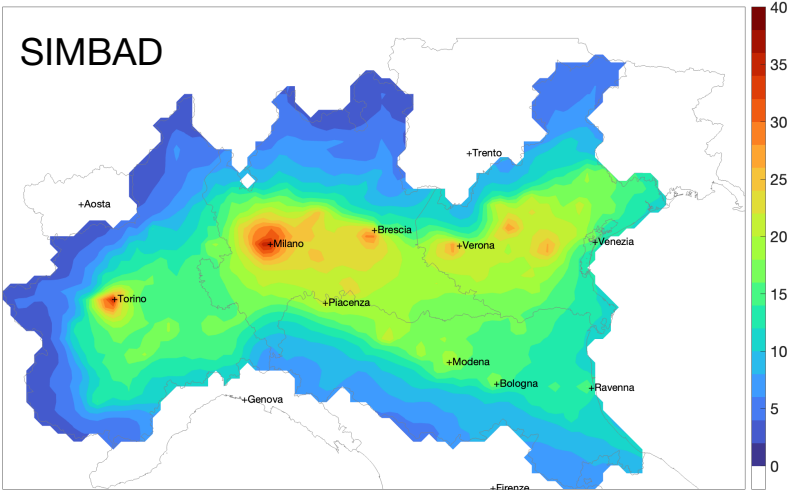 SIMBAD
40
35
30
25
20
15
10
5
0
+Trento
+Aosta
+Brescia
+Milano
+Verona
+Venezia
+Torino
+Piacenza
+Modena
+Bologna
+Ravenna
+Genova
+Firenze